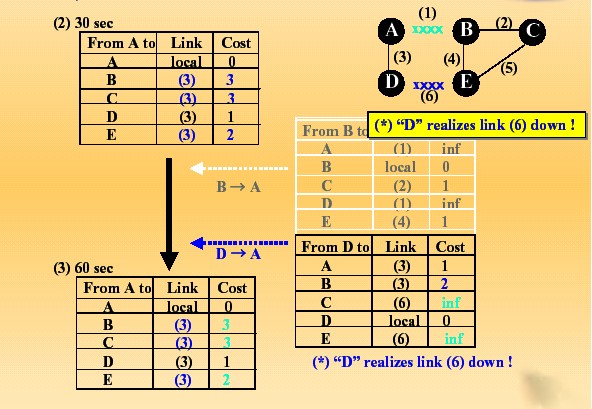 (2) 30 sec
From A to Link Cost
A local 0
B (3) 3
C (3) 3
D (3) 1
E (3) 2
(1)
A xxxx B (2) C
(3) (4) (5)
D xxxx E
(6)
(*) “D” realizes link (6) down !
From B to
A (1) inf
B local 0
C (2) 1
D (1) inf
E (4) 1
B → A
D → A
From D to Link Cost
A (3) 1
B (3) 2
C (6) inf
D local 0
E (6) inf
(*) “D” realizes link (6) down !
(3) 60 sec
From A to Link Cost
A local 0
B (3) 3
C (3) 3
D (3) 1
E (3) 2